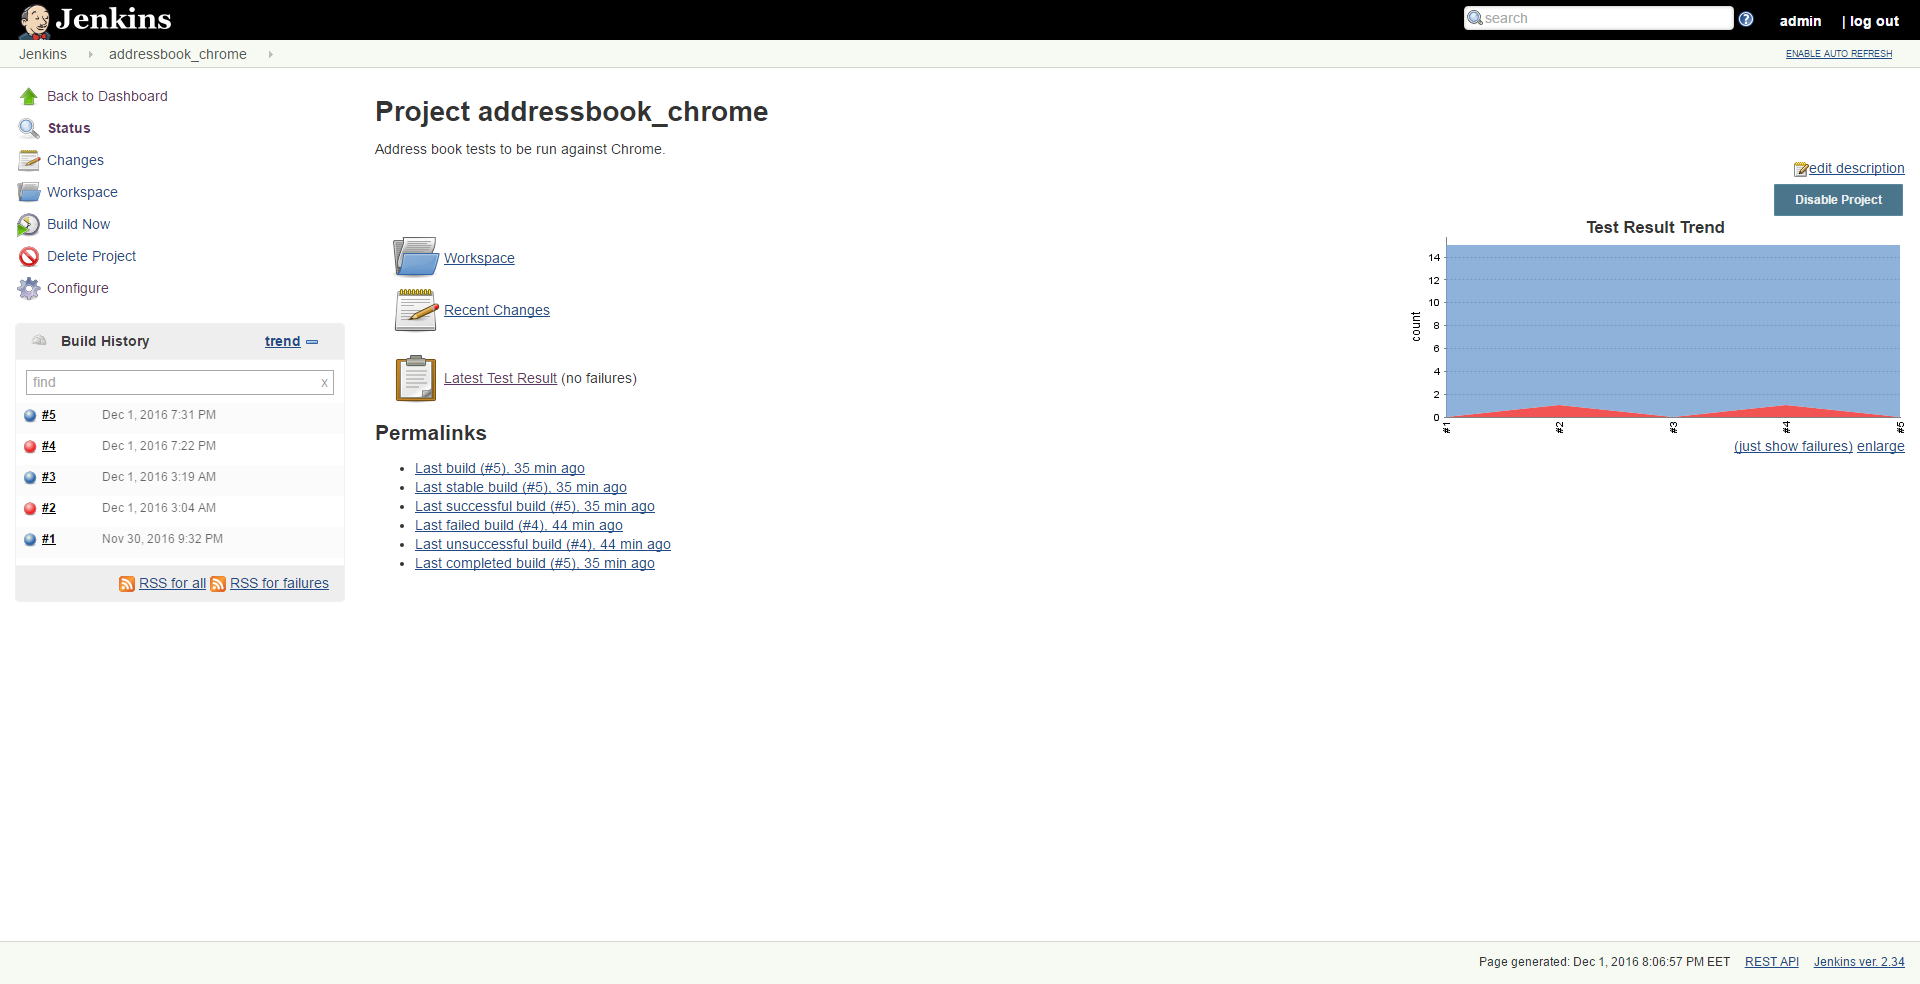 Jenkins
search
admin
| log out
Jenkins
addressbook_chrome
ENABLE AUTO REFRESH
Back to Dashboard
Status
Changes
Workspace
Build Now
Delete Project
Configure
Build History
trend
find
x
#5 Dec 1, 2016 7:31 PM
#4 Dec 1, 2016 7:22 PM
#3 Dec 1, 2016 3:19 AM
#2 Dec 1, 2016 3:04 AM
#1 Nov 30, 2016 9:32 PM
RSS for all RSS for failures
Project addressbook_chrome
Address book tests to be run against Chrome.
edit description
Disable Project
Workspace
Recent Changes
Latest Test Result (no failures)
Permalinks
Last build (#5), 35 min ago
Last stable build (#5), 35 min ago
Last successful build (#5), 35 min ago
Last failed build (#4), 44 min ago
Last unsuccessful build (#4), 44 min ago
Last completed build (#5), 35 min ago
Test Result Trend
count
14
12
10
8
6
4
2
0
#1 #2 #3 #4 #5
(just show failures) enlarge
Page generated: Dec 1, 2016 8:06:57 PM EET REST API Jenkins ver. 2.34